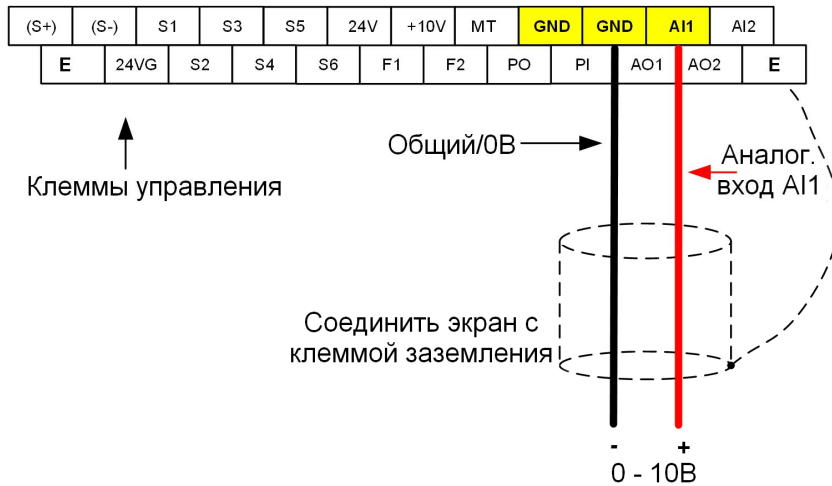 (S+) (S-) S1 S3 S5 24V +10V MT GND GND AI1 AI2
E 24VG S2 S4 S6 F1 F2 PO PI AO1 AO2 E
Общий/0В
Аналог.
вход AI1
Клеммы управления
Соединить экран с
клеммой заземления
- +
0 - 10В